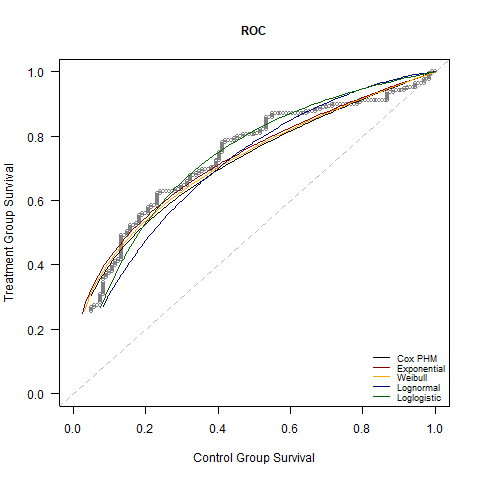 ROC
Treatment Group Survival
1.0
0.8
0.6
0.4
0.2
0.0
0.0 0.2 0.4 0.6 0.8 1.0
Control Group Survival
Cox PHM
Exponential
Weibull
Lognormal
Loglogistic